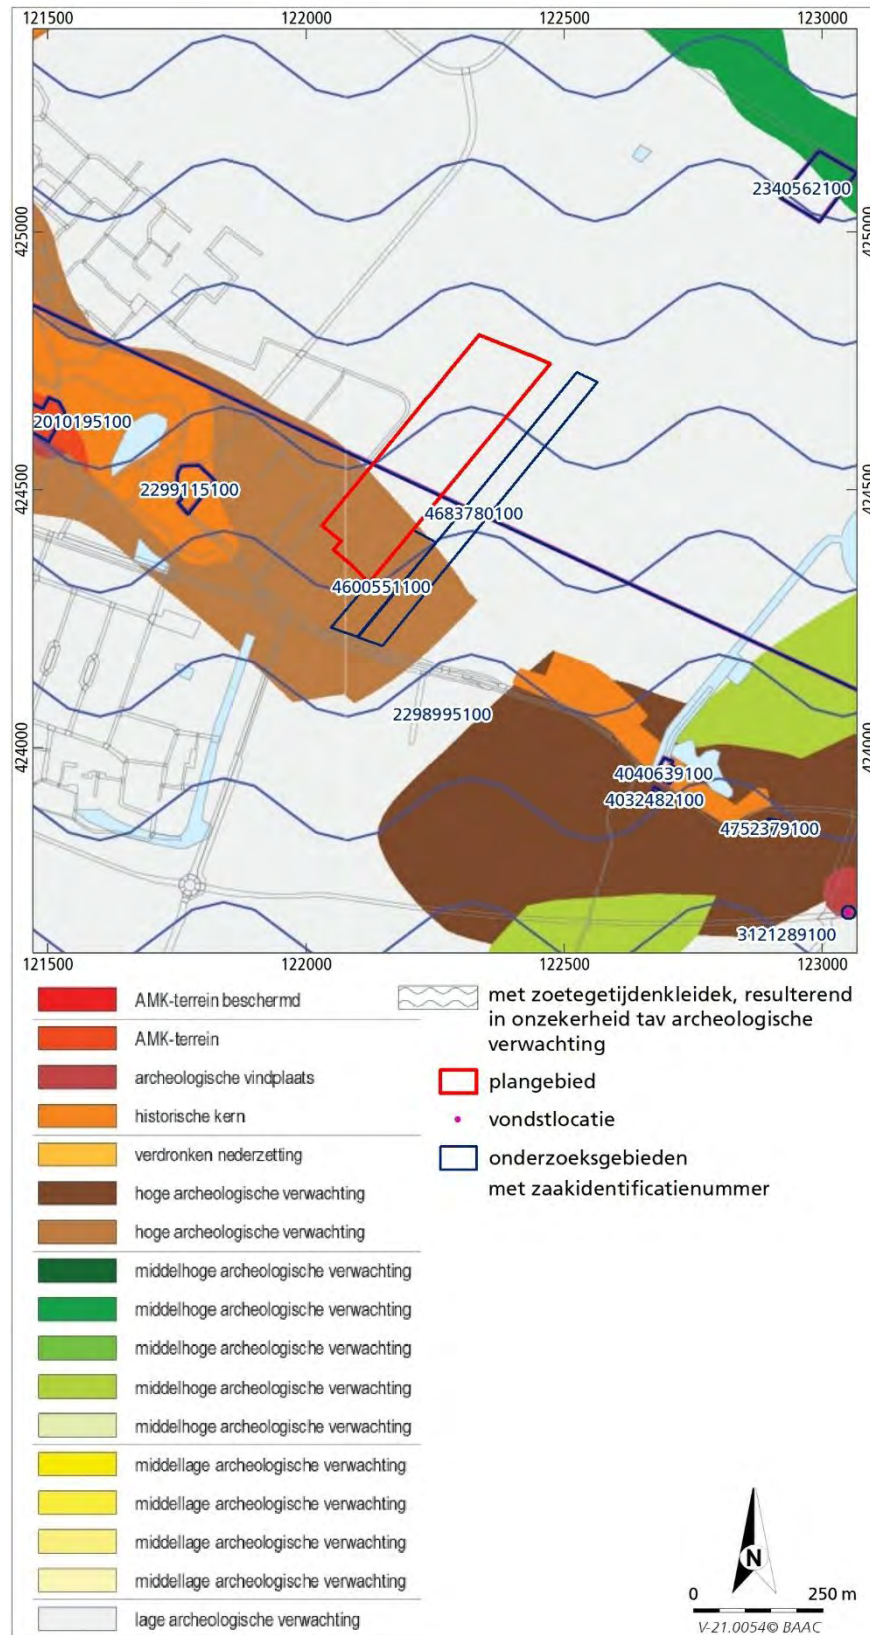 121500 122000 122500 123000
2340562100
425000 425000
2010195100
2299115100
424500 424500
4683780100
4600551100
2298995100
424000 424000
4040639100
4032482100
4752379100
3121289100
121500 122000 122500 123000
AMK-terrein beschermd
AMK-terrein
archeologische vindplaats
historische kern
verdronken nederzetting
hoge archeologische verwachting
hoge archeologische verwachting
middelhoge archeologische verwachting
middelhoge archeologische verwachting
middelhoge archeologische verwachting
middelhoge archeologische verwachting
middelhoge archeologische verwachting
middellage archeologische verwachting
middellage archeologische verwachting
middellage archeologische verwachting
middellage archeologische verwachting
lage archeologische verwachting
met zoetegetijdenkleidek, resulterend
in onzekerheid tav archeologische
verwachting
plangebied
vondstlocatie
onderzoeksgebieden
met zaakidentificatienummer
N
0 250 m
V-21.0054© BAAC